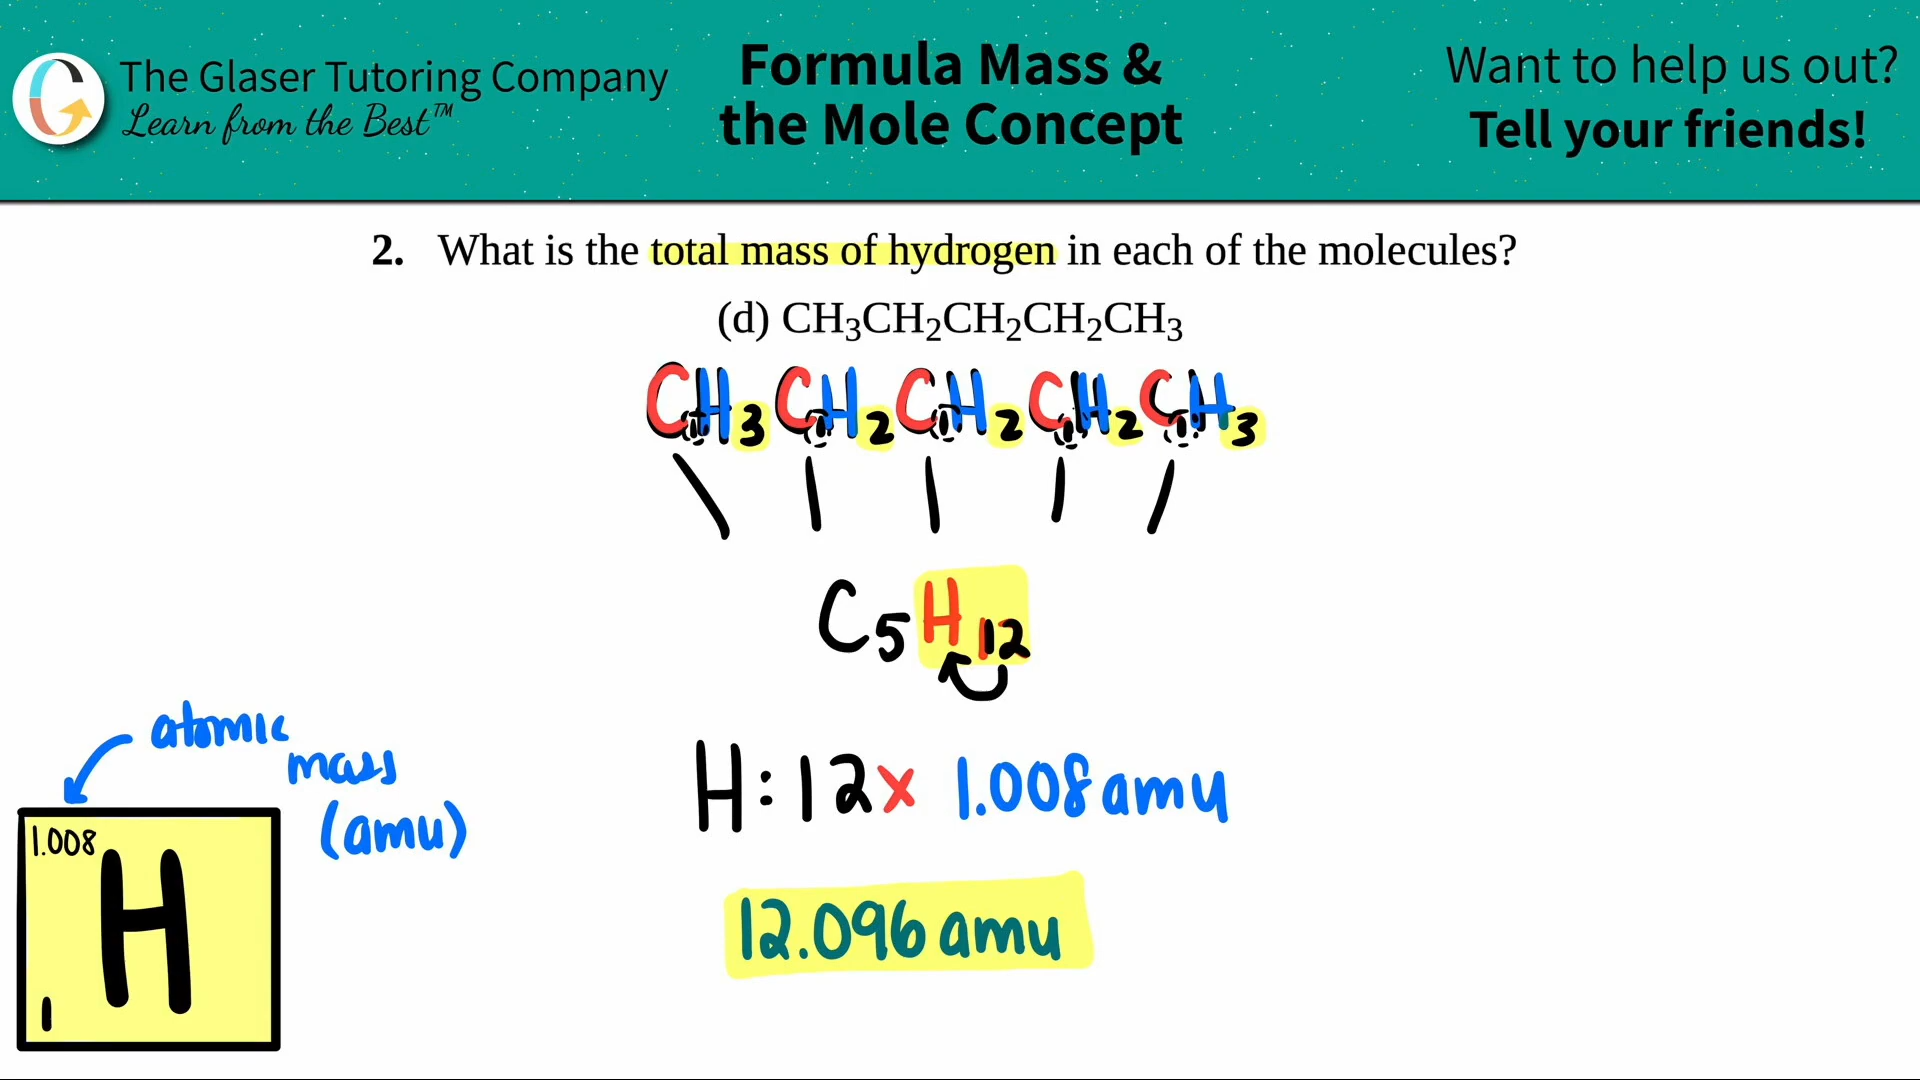 The Glaser Tutoring Company
Learn from the Best™
Formula Mass &
the Mole Concept
Want to help us out?
Tell your friends!
2. What is the total mass of hydrogen in each of the molecules?
(d) CH₃CH₂CH₂CH₂CH₃
C₁H₃C₁H₂C₁H₂C₁H₂C₁H₃
C₅H₁₂
atomic
mass
(amu)
H: 12 x 1.008 amu
1.008
H
1
12.096 amu